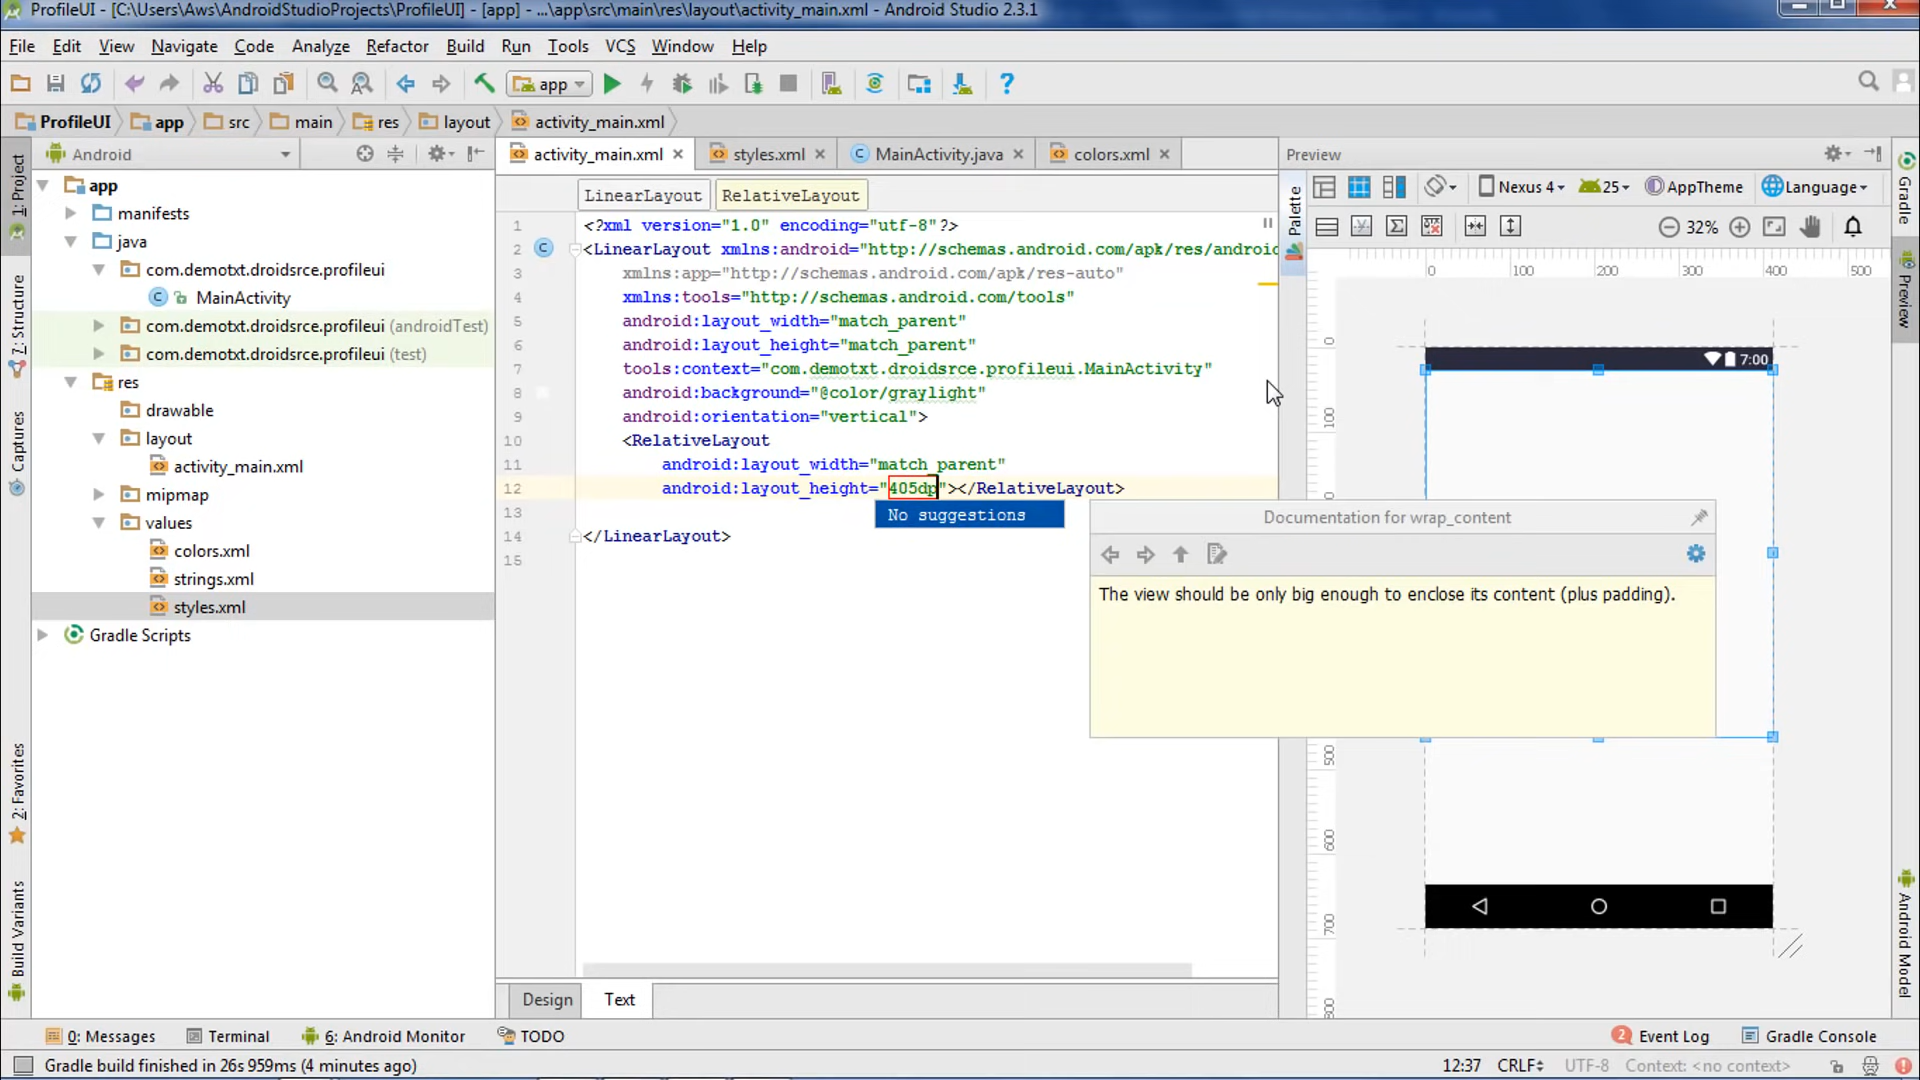 ProfileUI - [C:\Users\Aws\AndroidStudioProjects\ProfileUI] - [app] - ...\app\src\main\res\layout\activity_main.xml - Android Studio 2.3.1
File Edit View Navigate Code Analyze Refactor Build Run Tools VCS Window Help
app
ProfileUI app src main res layout activity_main.xml
Android
activity_main.xml styles.xml MainActivity.java colors.xml
Preview
LinearLayout RelativeLayout
Nexus 4 25 AppTheme Language
32%
app
manifests
java
com.demotxt.droidsrce.profileui
MainActivity
com.demotxt.droidsrce.profileui (androidTest)
com.demotxt.droidsrce.profileui (test)
res
drawable
layout
activity_main.xml
mipmap
values
colors.xml
strings.xml
styles.xml
Gradle Scripts
1 <?xml version="1.0" encoding="utf-8"?>
2 <LinearLayout xmlns:android="http://schemas.android.com/apk/res/androi
3 xmlns:app="http://schemas.android.com/apk/res-auto"
4 xmlns:tools="http://schemas.android.com/tools"
5 android:layout_width="match_parent"
6 android:layout_height="match_parent"
7 tools:context="com.demotxt.droidsrce.profileui.MainActivity"
8 android:background="@color/graylight"
9 android:orientation="vertical">
10 <RelativeLayout
11 android:layout_width="match_parent"
12 android:layout_height="405dp"></RelativeLayout>
13
14 </LinearLayout>
15
No suggestions
Documentation for wrap_content
The view should be only big enough to enclose its content (plus padding).
0 100 200 300 400 500
0
100
500
600
700
7:00
1: Project
7: Structure
Captures
2: Favorites
Build Variants
Palette
Gradle
Preview
Android Model
Design Text
0: Messages Terminal 6: Android Monitor TODO
2 Event Log Gradle Console
Gradle build finished in 26s 959ms (4 minutes ago)
12:37 CRLF UTF-8 Context: <no context>